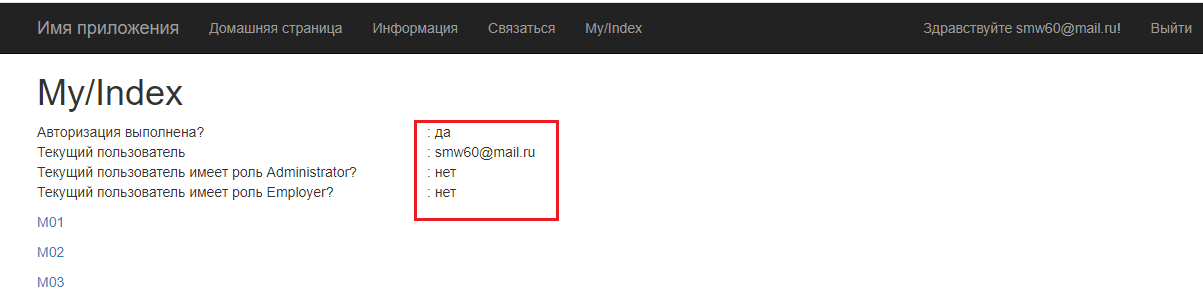 Имя приложения Домашняя страница Информация Связаться My/Index Здравствуйте smw60@mail.ru! Выйти
My/Index
Авторизация выполнена? : да
Текущий пользователь : smw60@mail.ru
Текущий пользователь имеет роль Administrator? : нет
Текущий пользователь имеет роль Employer? : нет
M01
M02
M03